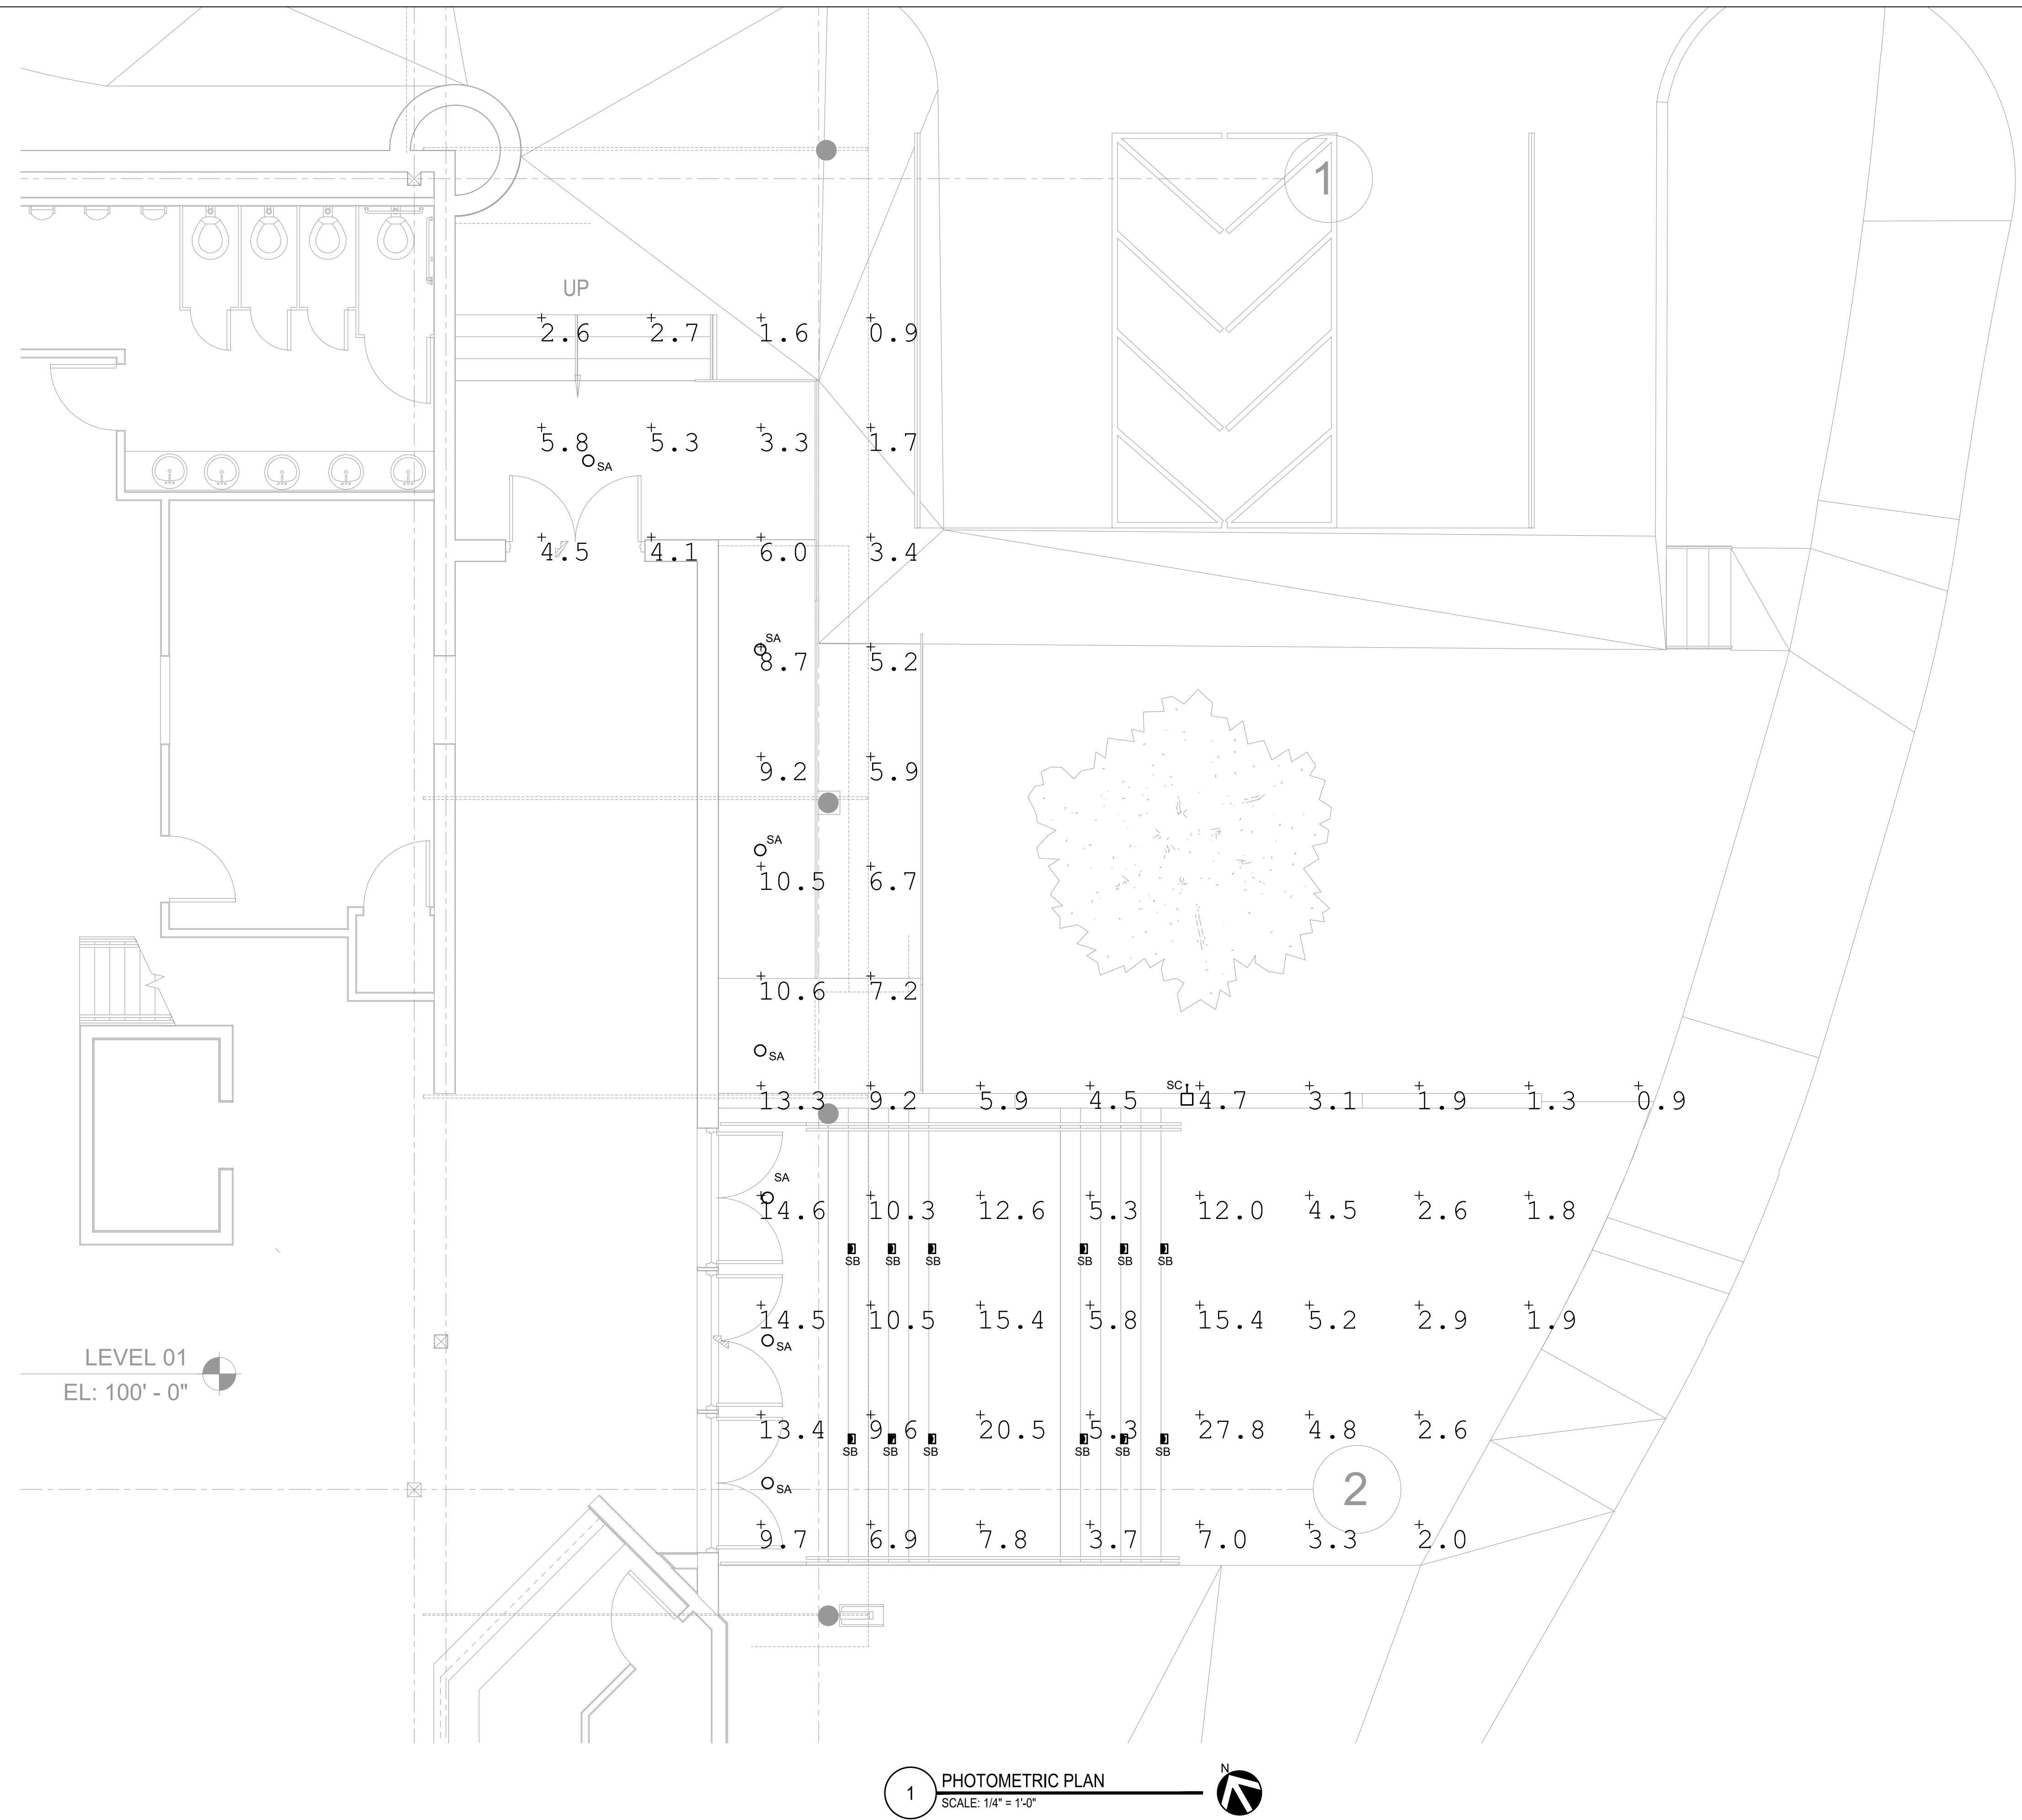 1
UP
2.6 2.7 1.6 0.9
5.8 5.3 3.3 1.7
SA
4.5 4.1 6.0 3.4
SA
8.7 5.2
9.2 5.9
SA
10.5 6.7
10.6 7.2
SA
SC
13.3 9.2 5.9 4.5 4.7 3.1 1.9 1.3 0.9
SA
14.6 10.3 12.6 5.3 12.0 4.5 2.6 1.8
SB SB SB SB SB SB
14.5 10.5 15.4 5.8 15.4 5.2 2.9 1.9
SA
LEVEL 01
EL: 100' - 0"
13.4 9.6 20.5 5.3 27.8 4.8 2.6
SB SB SB SB SB SB
SA
2
9.7 6.9 7.8 3.7 7.0 3.3 2.0
1
PHOTOMETRIC PLAN
SCALE: 1/4" = 1'-0"
N